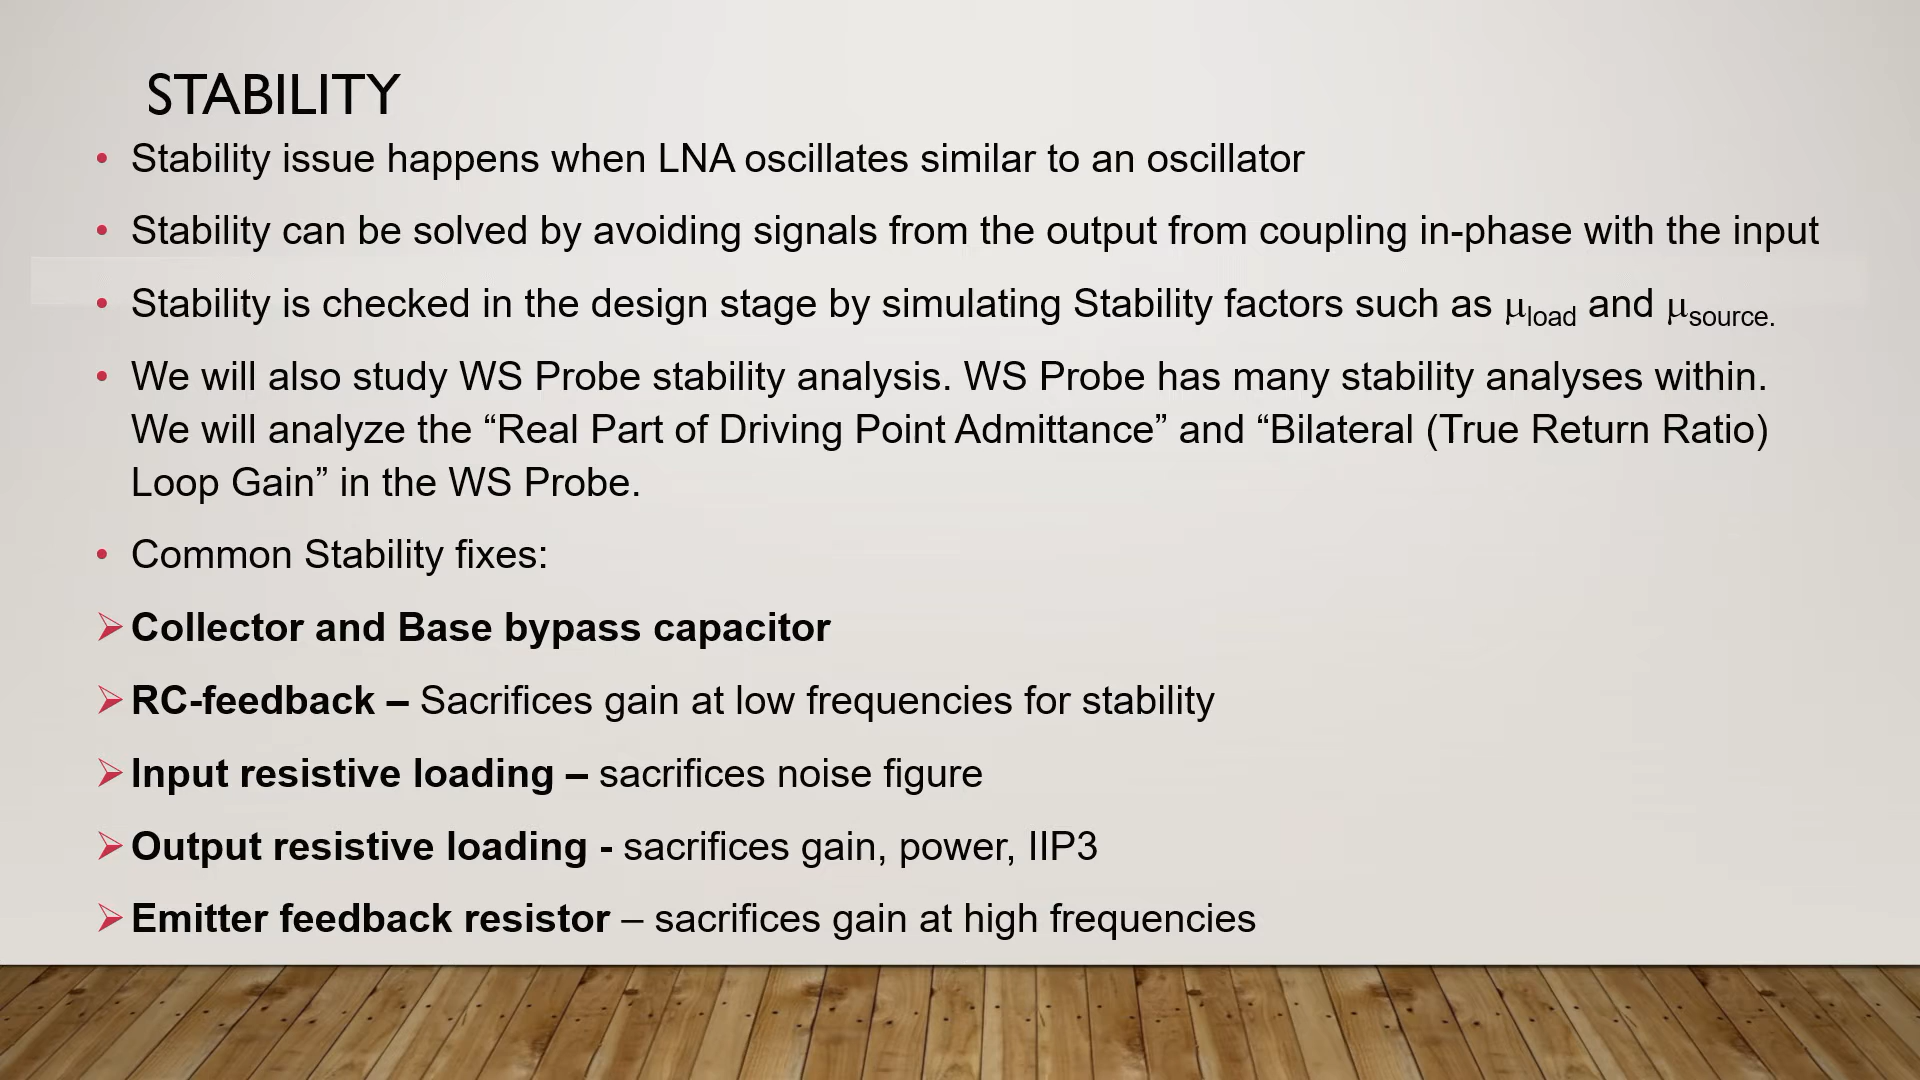 STABILITY
• Stability issue happens when LNA oscillates similar to an oscillator
• Stability can be solved by avoiding signals from the output from coupling in-phase with the input
• Stability is checked in the design stage by simulating Stability factors such as μload and μsource.
• We will also study WS Probe stability analysis. WS Probe has many stability analyses within.
We will analyze the “Real Part of Driving Point Admittance” and “Bilateral (True Return Ratio)
Loop Gain” in the WS Probe.
• Common Stability fixes:
➢ Collector and Base bypass capacitor
➢ RC-feedback – Sacrifices gain at low frequencies for stability
➢ Input resistive loading – sacrifices noise figure
➢ Output resistive loading - sacrifices gain, power, IIP3
➢ Emitter feedback resistor – sacrifices gain at high frequencies